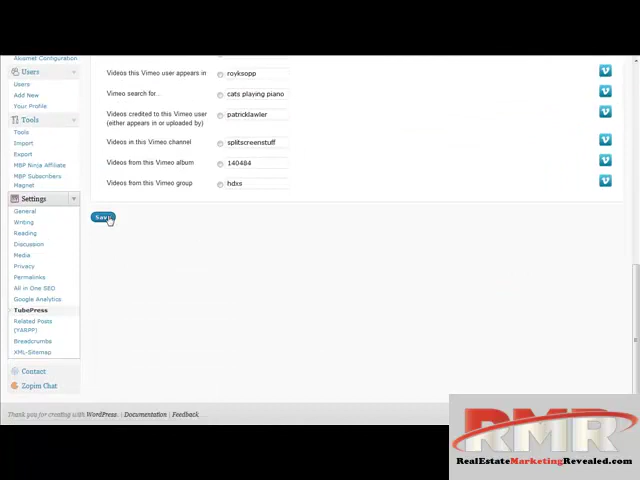 Akismet Configuration
Users
Users
Add New
Your Profile
Tools
Tools
Import
Export
MBP Ninja Affiliate
MBP Subscribers
Magnet
Settings
General
Writing
Reading
Discussion
Media
Privacy
Permalinks
All in One SEO
Google Analytics
TubePress
Related Posts
(YARPP)
Breadcrumbs
XML-Sitemap
Contact
Zopim Chat
Videos this Vimeo user appears in royksopp
Vimeo search for... cats playing piano
Videos credited to this Vimeo user patricklawler
(either appears in or uploaded by)
Videos in this Vimeo channel splitscreenstuff
Videos from this Vimeo album 140484
Videos from this Vimeo group hdxs
Save
Thank you for creating with WordPress. | Documentation | Feedback
RMR
RealEstateMarketingRevealed.com